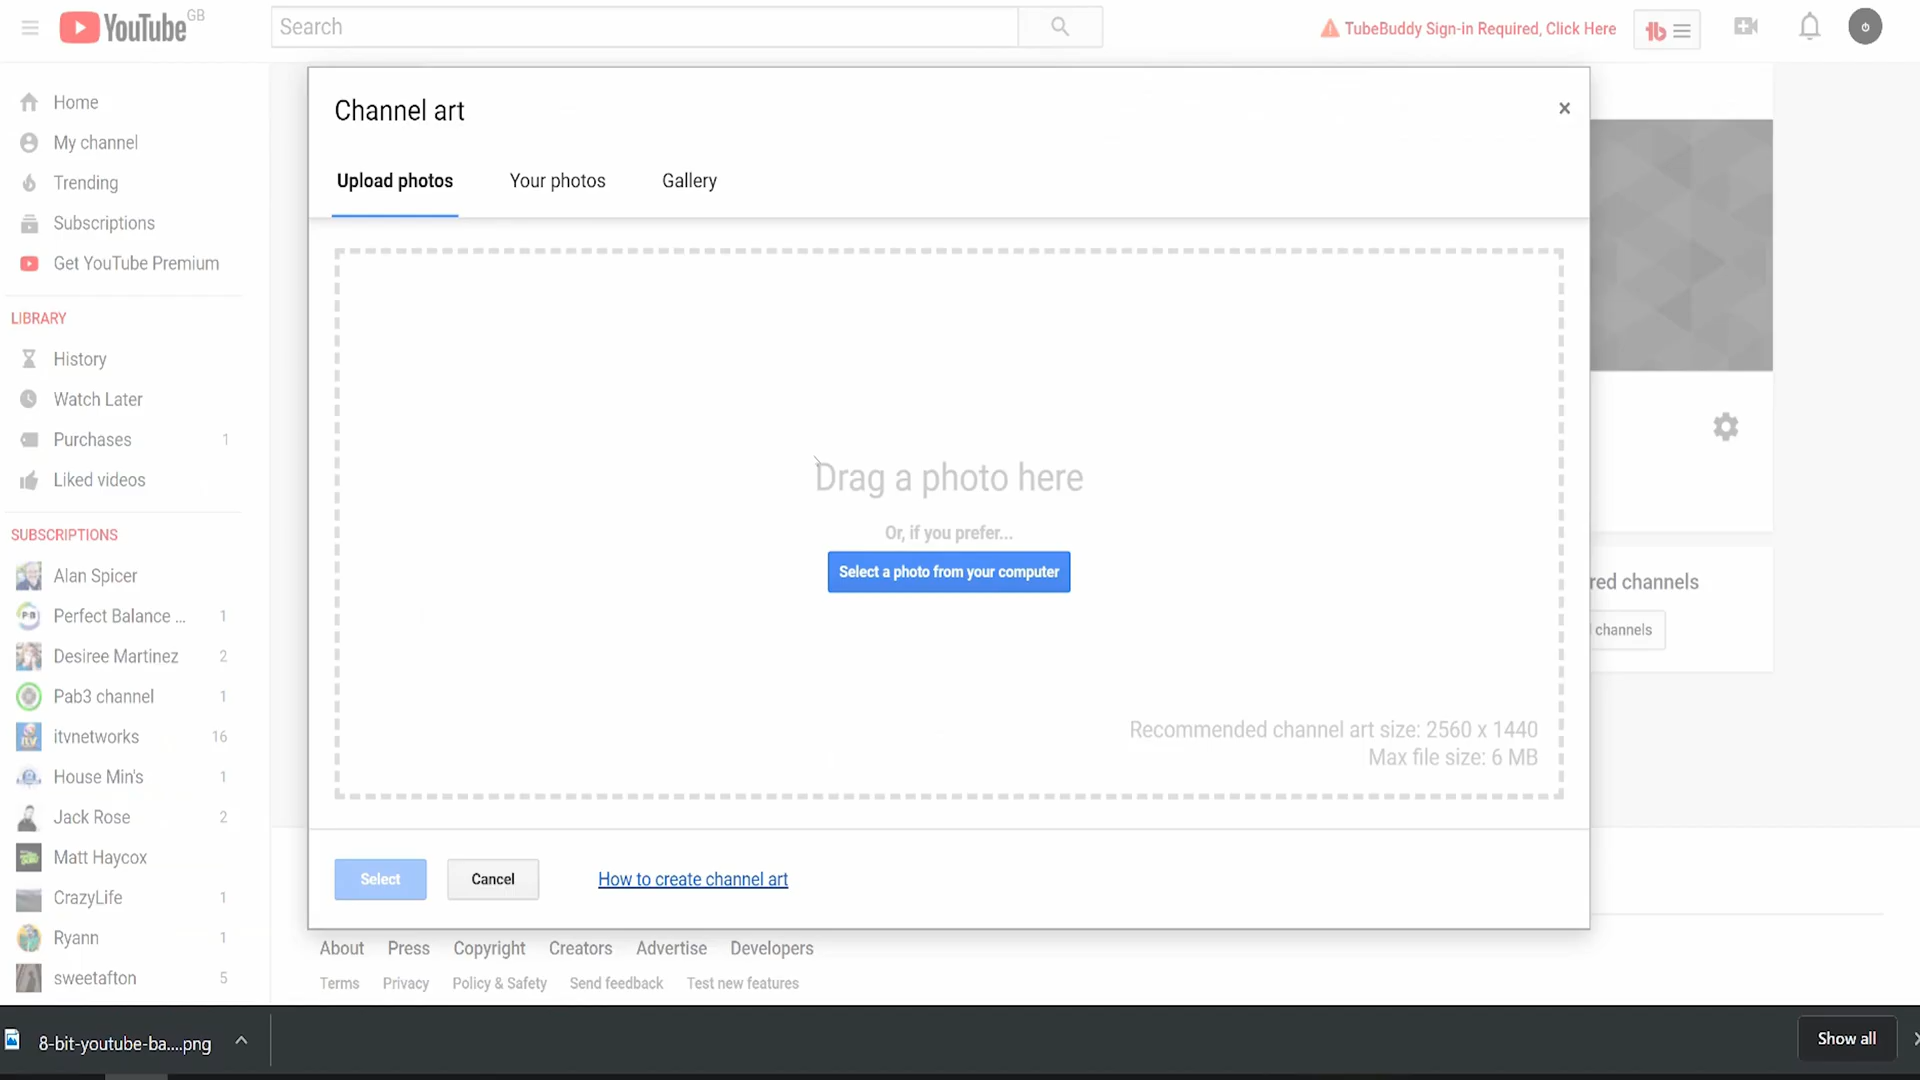 YouTube GB
Search
TubeBuddy Sign-in Required, Click Here
tb
Home
My channel
Trending
Subscriptions
Get YouTube Premium
LIBRARY
History
Watch Later
Purchases 1
Liked videos
SUBSCRIPTIONS
Alan Spicer
Perfect Balance ... 1
Desiree Martinez 2
Pab3 channel 1
itvnetworks 16
House Min's 1
Jack Rose 2
Matt Haycox
CrazyLife 1
Ryann 1
sweetafton 5
Channel art
×
Upload photos
Your photos
Gallery
Drag a photo here
Or, if you prefer...
Select a photo from your computer
Recommended channel art size: 2560 x 1440
Max file size: 6 MB
Select
Cancel
How to create channel art
red channels
channels
About Press Copyright Creators Advertise Developers
Terms Privacy Policy & Safety Send feedback Test new features
8-bit-youtube-ba....png
Show all